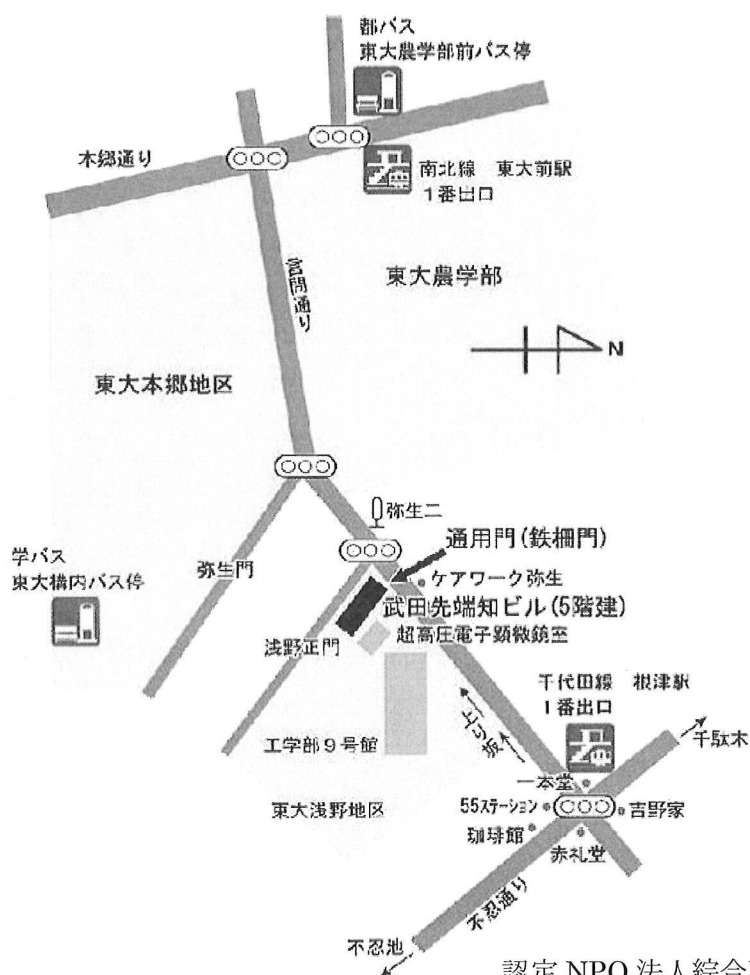 都バス
東大農学部前バス停
本郷通り
南北線 東大前駅
1番出口
言問通り
東大農学部
N
東大本郷地区
弥生二
通用門(鉄柵門)
学バス
東大構内バス停
弥生門
ケアワーク弥生
武田先端知ビル(5階建)
超高圧電子顕微鏡室
浅野正門
千代田線 根津駅
1番出口
千駄木
工学部9号館
上り坂
一本堂
東大浅野地区
55ステーション
吉野家
珈琲館
赤札堂
不忍通り
不忍池
認定 NPO 法人綜合